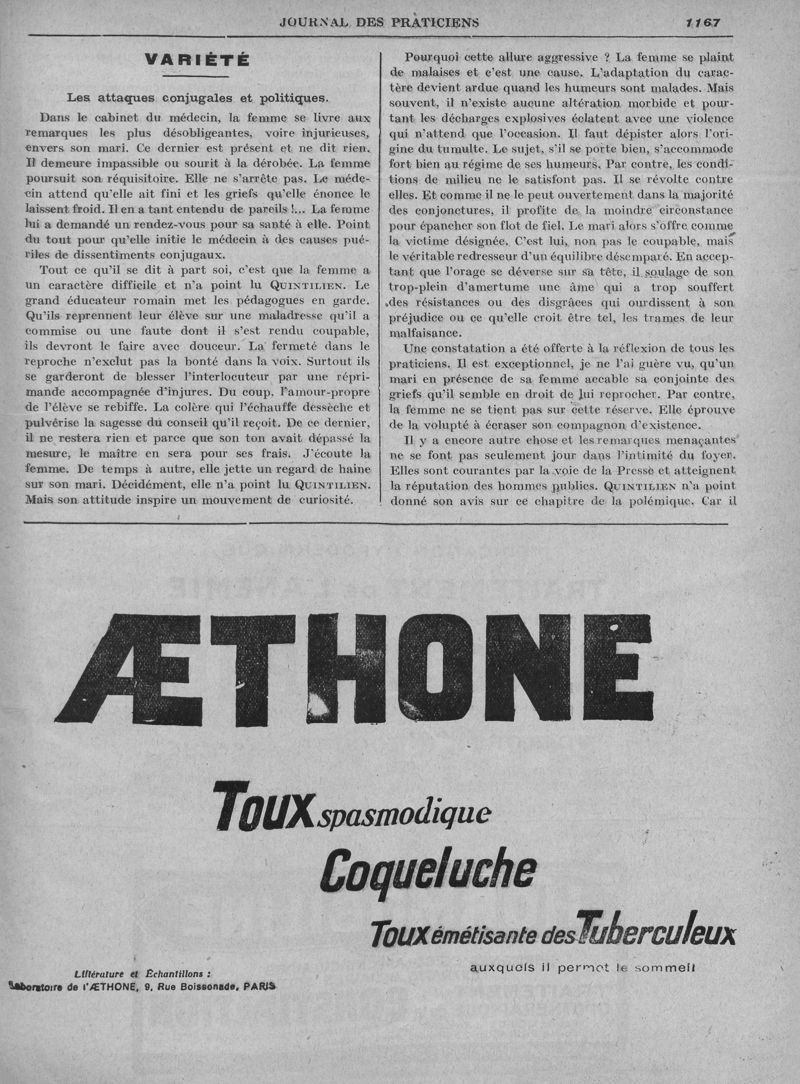 JOURNAL DES PRATICIENS
1167
VARIÉTÉ
Les attaques conjugales et politiques.
Dans le cabinet du médecin, la femme se livre aux
remarques les plus désobligeantes, voire injurieuses,
envers son mari. Ce dernier est présent et ne dit rien.
Il demeure impassible ou sourit à la dérobée. La femme
poursuit son réquisitoire. Elle ne s'arrête pas. Le méde-
cin attend qu'elle ait fini et les griefs qu'elle énonce le
laissent froid. Il en a tant entendu de pareils !... La femme
lui a demandé un rendez-vous pour sa santé à elle. Point
du tout pour qu'elle initie le médecin à des causes pué-
riles de dissentiments conjugaux.
Tout ce qu'il se dit à part soi, c'est que la femme a
un caractère difficile et n'a point lu QUINTILIEN. Le
grand éducateur romain met les pédagogues en garde.
Qu'ils reprennent leur élève sur une maladresse qu'il a
commise ou une faute dont il s'est rendu coupable,
ils devront le faire avec douceur. La fermeté dans le
reproche n'exclut pas la bonté dans la voix. Surtout ils
se garderont de blesser l'interlocuteur par une répri-
mande accompagnée d'injures. Du coup. l'amour-propre
de l'élève se rebiffe. La colère qui l'échauffe dessèche et
pulvérise la sagesse du conseil qu'il reçoit. De ce dernier,
il ne restera rien et parce que son ton avait dépassé la
mesure, le maître en sera pour ses frais. J'écoute la
femme. De temps à autre, elle jette un regard de haine
sur son mari. Décidément, elle n'a point lu QUINTILIEN.
Mais son attitude inspire un mouvement de curiosité.
Pourquoi cette allure aggressive ? La femme se plaint
de malaises et c'est une cause. L'adaptation du carac-
tère devient ardue quand les humeurs sont malades. Mais
souvent, il n'existe aucune altération morbide et pour-
tant les décharges explosives éclatent avec une violence
qui n'attend que l'occasion. Il faut dépister alors l'ori-
gine du tumulte. Le sujet, s'il se porte bien, s'accommode
fort bien au régime de ses humeurs. Par contre, les condi-
tions de milieu ne le satisfont pas. Il se révolte contre
elles. Et comme il ne le peut ouvertement dans la majorité
des conjonctures, il profite de la moindre circonstance
pour épancher son flot de fiel. Le mari alors s'offre comme
la victime désignée. C'est lui, non pas le coupable, mais
le véritable redresseur d'un équilibre désemparé. En accep-
tant que l'orage se déverse sur sa tête, il soulage de son
trop-plein d'amertume une âme qui a trop souffert
des résistances ou des disgrâces qui ourdissent à son
préjudice ou ce qu'elle croit être tel, les trames de leur
malfaisance.
Une constatation a été offerte à la réflexion de tous les
praticiens. Il est exceptionnel, je ne l'ai guère vu, qu'un
mari en présence de sa femme accable sa conjointe des
griefs qu'il semble en droit de lui reprocher. Par contre,
la femme ne se tient pas sur cette réserve. Elle éprouve
de la volupté à écraser son compagnon d'existence.
Il y a encore autre chose et les remarques menaçantes
ne se font pas seulement jour dans l'intimité du foyer.
Elles sont courantes par la voie de la Presse et atteignent
la réputation des hommes publics. QUINTILIEN n'a point
donné son avis sur ce chapitre de la polémique. Car il
ÆTHONE
Toux spasmodique
Coqueluche
Toux émétisante des Tuberculeux
auxquels il permet le sommeil
Littérature et Échantillons :
Laboratoire de l'ÆTHONE, 9, Rue Boissonade, PARIS